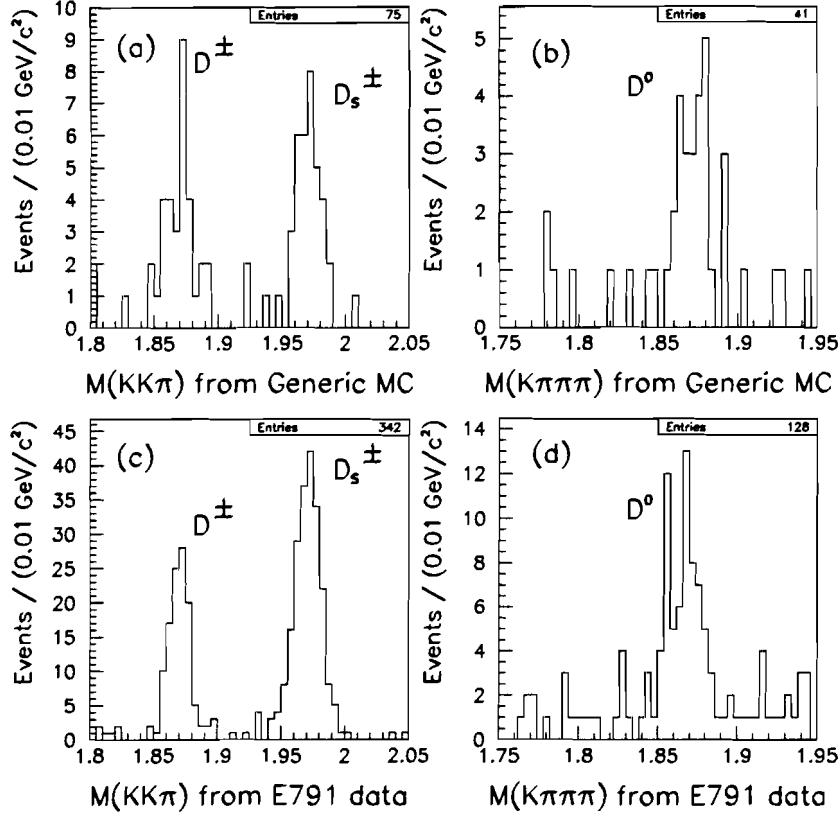 Entries 75
(a)
D±
Ds±
Events / (0.01 GeV/c²)
10
9
8
7
6
5
4
3
2
1
0
1.8 1.85 1.9 1.95 2 2.05
M(KKπ) from Generic MC
Entries 41
(b)
D⁰
Events / (0.01 GeV/c²)
5
4
3
2
1
0
1.75 1.8 1.85 1.9 1.95
M(Kπππ) from Generic MC
Entries 342
(c)
D±
Ds±
Events / (0.01 GeV/c²)
45
40
35
30
25
20
15
10
5
0
1.8 1.85 1.9 1.95 2 2.05
M(KKπ) from E791 data
Entries 128
(d)
D⁰
Events / (0.01 GeV/c²)
14
12
10
8
6
4
2
0
1.75 1.8 1.85 1.9 1.95
M(Kπππ) from E791 data